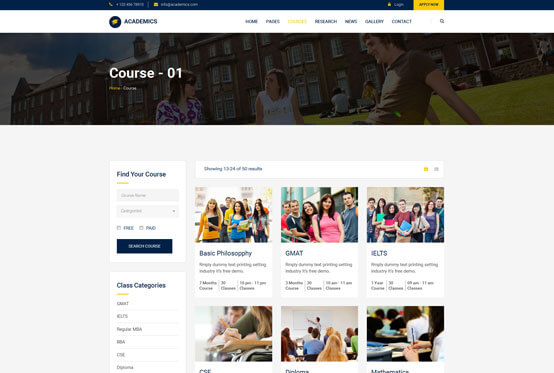 + 123 456 78910
info@academics.com
Login
APPLY NOW
ACADEMICS
HOME
PAGES
COURSES
RESEARCH
NEWS
GALLERY
CONTACT
Course - 01
Home - Course
Find Your Course
Course Name
Categories
FREE
PAID
SEARCH COURSE
Class Categories
GMAT
IELTS
Regular MBA
BBA
CSE
Diploma
Showing 13-24 of 50 results
Basic Philosophy
Rmply dummy text printing setting
industry it's free demo.
7 Months
Course
30
Classes
10 pm - 11 pm
Classes
GMAT
Rmply dummy text printing setting
industry it's free demo.
3 Months
Course
30
Classes
10 am - 11 am
Classes
IELTS
Rmply dummy text printing setting
industry it's free demo.
1 Year
Course
30
Classes
09 am - 11 am
Classes
CSE
Diploma
Mathematics